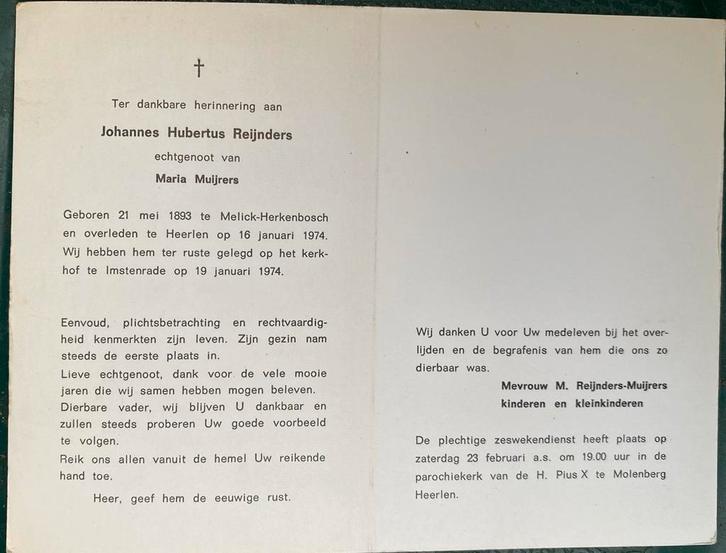 Ter dankbare herinnering aan
Johannes Hubertus Reijnders
echtgenoot van
Maria Muijrers
Geboren 21 mei 1893 te Melick-Herkenbosch
en overleden te Heerlen op 16 januari 1974.
Wij hebben hem ter ruste gelegd op het kerk-
hof te Imstenrade op 19 januari 1974.
Eenvoud, plichtsbetrachting en rechtvaardig-
heid kenmerkten zijn leven. Zijn gezin nam
steeds de eerste plaats in.
Lieve echtgenoot, dank voor de vele mooie
jaren die wij samen hebben mogen beleven.
Dierbare vader, wij blijven U dankbaar en
zullen steeds proberen Uw goede voorbeeld
te volgen.
Reik ons allen vanuit de hemel Uw reikende
hand toe.
Heer, geef hem de eeuwige rust.
Wij danken U voor Uw medeleven bij het over-
lijden en de begrafenis van hem die ons zo
dierbaar was.
Mevrouw M. Reijnders-Muijrers
kinderen en kleinkinderen
De plechtige zeswekendienst heeft plaats op
zaterdag 23 februari a.s. om 19.00 uur in de
parochiekerk van de H. Pius X te Molenberg
Heerlen.